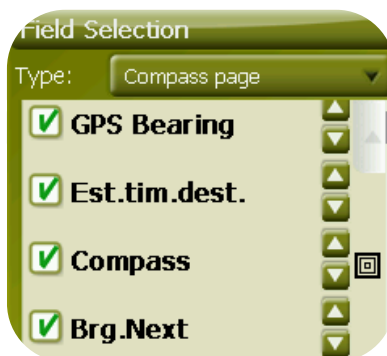 Field Selection
Type: Compass page
GPS Bearing
Est.tim.dest.
Compass
Brg.Next